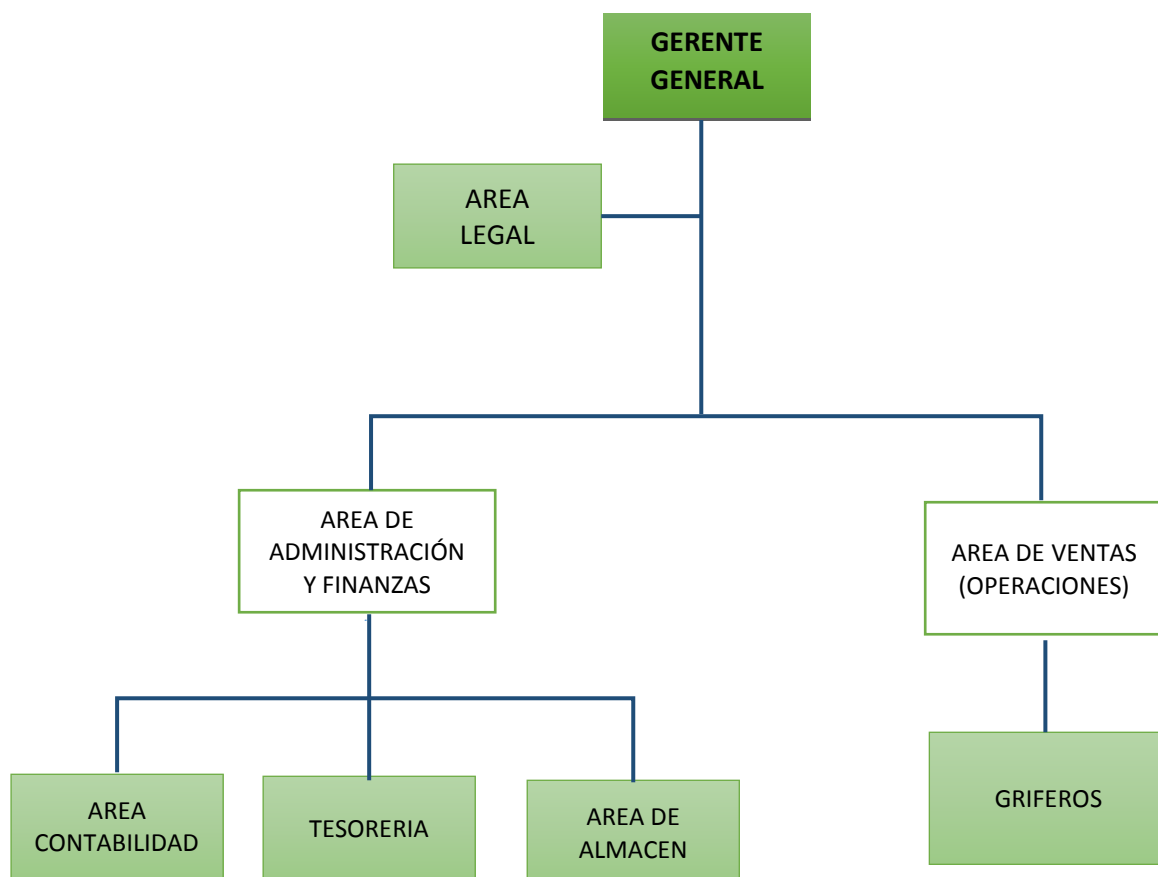 GERENTE
GENERAL
AREA
LEGAL
AREA DE
ADMINISTRACIÓN
Y FINANZAS
AREA DE VENTAS
(OPERACIONES)
AREA
CONTABILIDAD
TESORERIA
AREA DE
ALMACEN
GRIFEROS